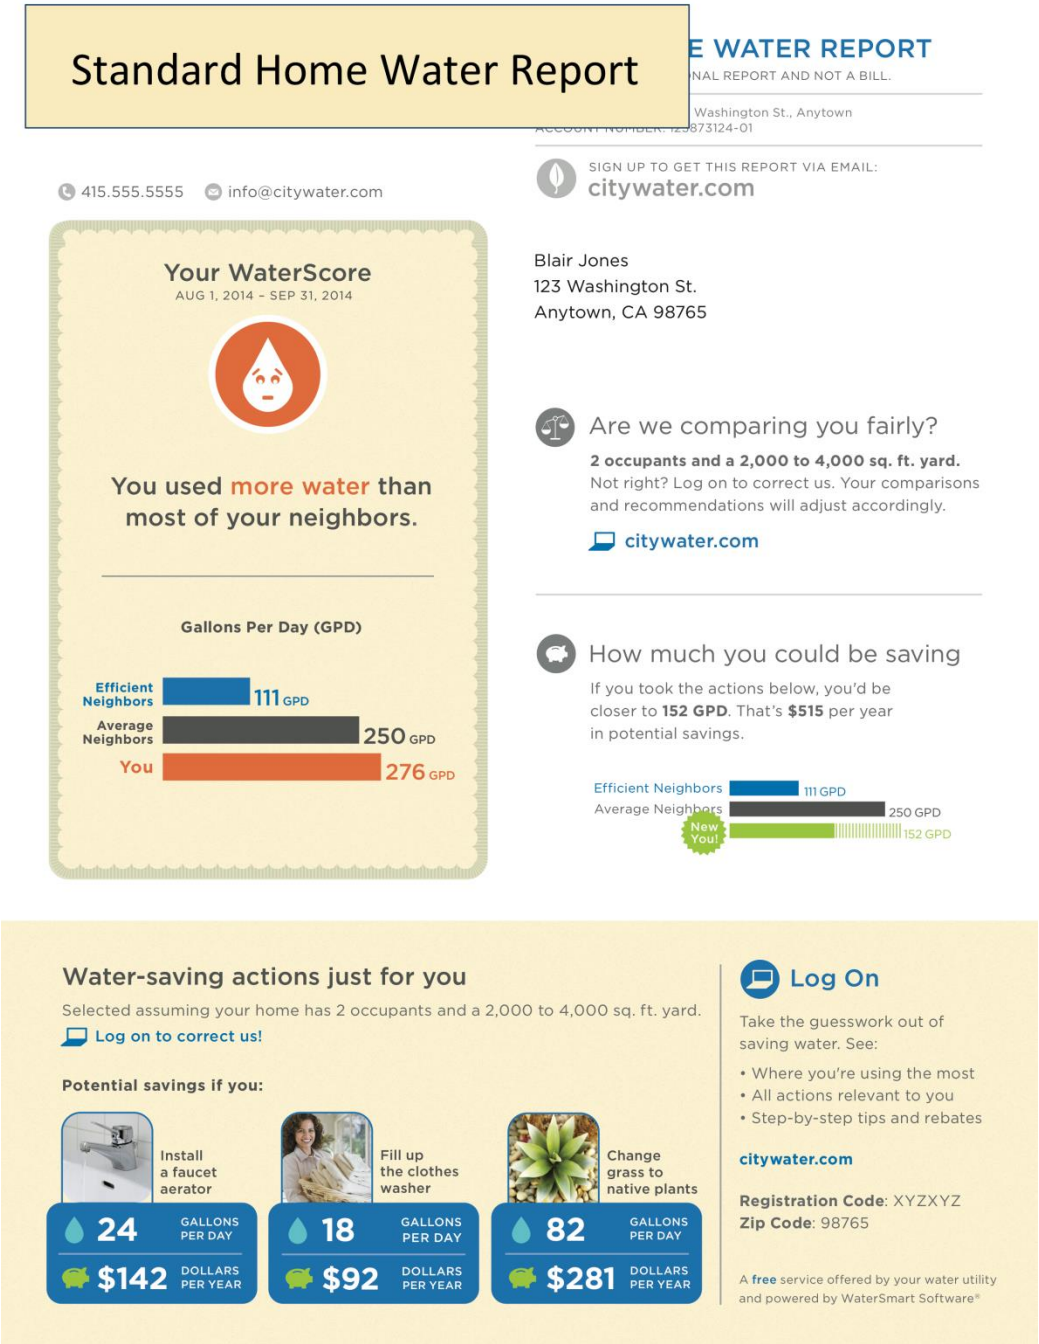 Standard Home Water Report
E WATER REPORT
NAL REPORT AND NOT A BILL.
Washington St., Anytown
ACCOUNT NUMBER: 123873124-01
SIGN UP TO GET THIS REPORT VIA EMAIL:
citywater.com
415.555.5555 info@citywater.com
Your WaterScore
AUG 1, 2014 – SEP 31, 2014
You used more water than
most of your neighbors.
Gallons Per Day (GPD)
Efficient
Neighbors
111 GPD
Average
Neighbors
250 GPD
You
276 GPD
Blair Jones
123 Washington St.
Anytown, CA 98765
Are we comparing you fairly?
2 occupants and a 2,000 to 4,000 sq. ft. yard.
Not right? Log on to correct us. Your comparisons
and recommendations will adjust accordingly.
citywater.com
How much you could be saving
If you took the actions below, you'd be
closer to 152 GPD. That's $515 per year
in potential savings.
Efficient Neighbors 111 GPD
Average Neighbors 250 GPD
New
You!
152 GPD
Water-saving actions just for you
Selected assuming your home has 2 occupants and a 2,000 to 4,000 sq. ft. yard.
Log on to correct us!
Potential savings if you:
Install
a faucet
aerator
24 GALLONS
PER DAY
$142 DOLLARS
PER YEAR
Fill up
the clothes
washer
18 GALLONS
PER DAY
$92 DOLLARS
PER YEAR
Change
grass to
native plants
82 GALLONS
PER DAY
$281 DOLLARS
PER YEAR
Log On
Take the guesswork out of
saving water. See:
• Where you're using the most
• All actions relevant to you
• Step-by-step tips and rebates
citywater.com
Registration Code: XYZXYZ
Zip Code: 98765
A free service offered by your water utility
and powered by WaterSmart Software®